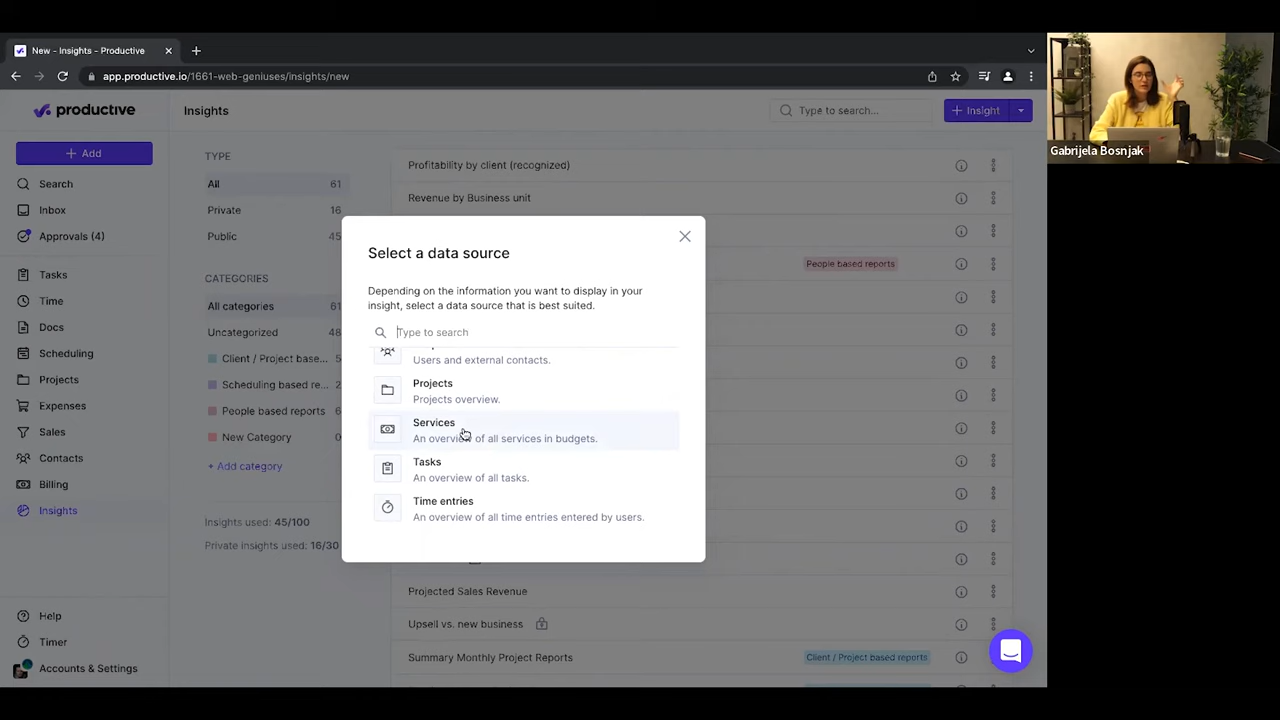 New - Insights - Productive
app.productive.io/1661-web-geniuses/insights/new
Gabrijela Bosnjak
productive
Insights
Type to search...
+ Insight
+ Add
Search
Inbox
Approvals (4)
Tasks
Time
Docs
Scheduling
Projects
Expenses
Sales
Contacts
Billing
Insights
Help
Timer
Accounts & Settings
TYPE
All 61
Private 16
Public 45
CATEGORIES
All categories 61
Uncategorized 48
Client / Project base...
Scheduling based re...
People based reports
New Category
+ Add category
Insights used: 45/100
Private insights used: 16/30
Profitability by client (recognized)
Revenue by Business unit
People based reports
Select a data source
Depending on the information you want to display in your
insight, select a data source that is best suited.
Type to search
Users and external contacts.
Projects
Projects overview.
Services
An overview of all services in budgets.
Tasks
An overview of all tasks.
Time entries
An overview of all time entries entered by users.
Projected Sales Revenue
Upsell vs. new business
Summary Monthly Project Reports
Client / Project based reports